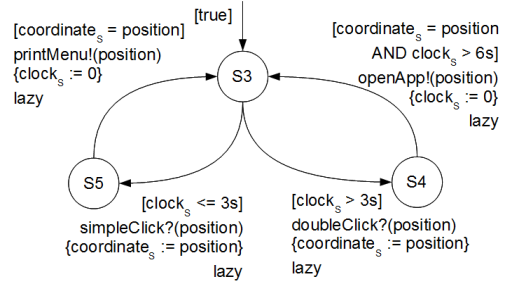 [true]
[coordinate_s = position]
printMenu!(position)
{clock_s := 0}
lazy
[coordinate_s = position
AND clock_s > 6s]
openApp!(position)
{clock_s := 0}
lazy
S3
S5
S4
[clock_s <= 3s]
simpleClick?(position)
{coordinate_s := position}
lazy
[clock_s > 3s]
doubleClick?(position)
{coordinate_s := position}
lazy